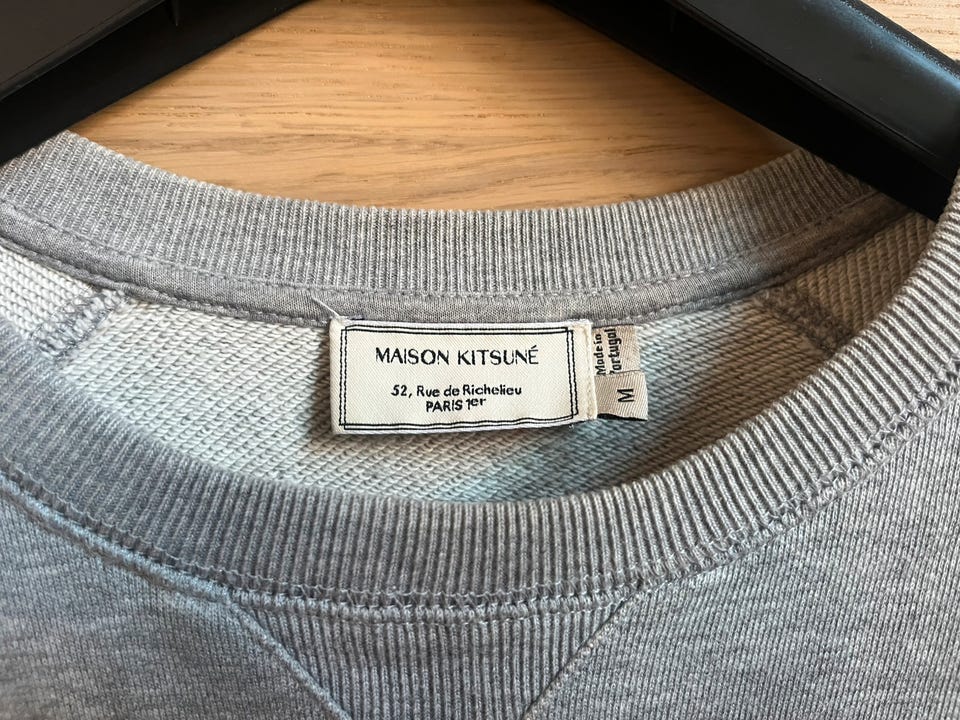 MAISON KITSUNÉ
52, Rue de Richelieu
PARIS 1er
Made in
Portugal
M